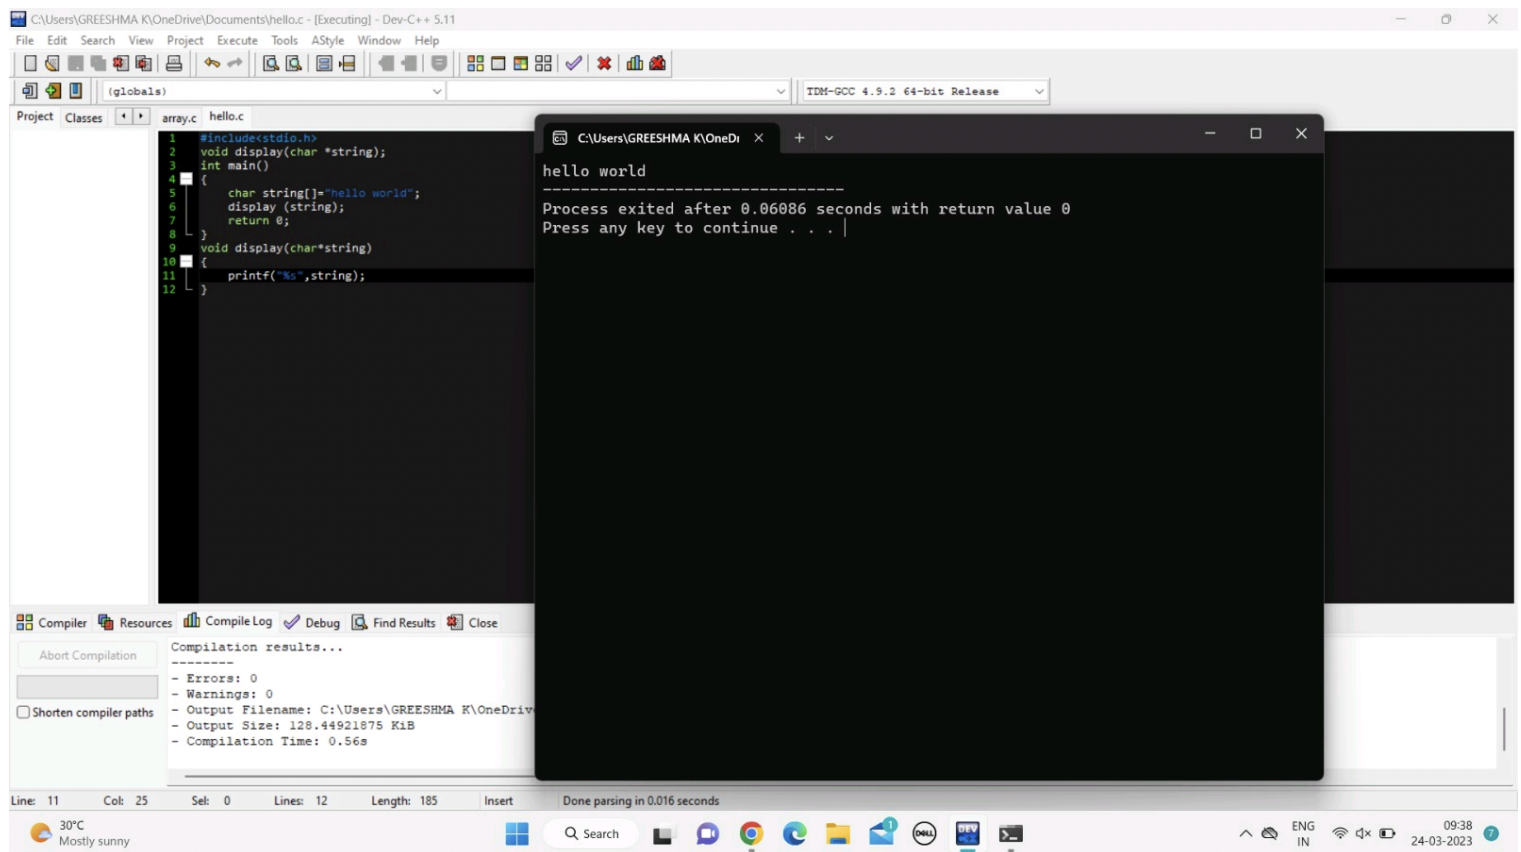 C:\Users\GREESHMA K\OneDrive\Documents\hello.c - [Executing] - Dev-C++ 5.11
File Edit Search View Project Execute Tools AStyle Window Help
(globals)
TDM-GCC 4.9.2 64-bit Release
Project Classes
array.c hello.c
1 #include<stdio.h>
2 void display(char *string);
3 int main()
4 {
5 char string[]="hello world";
6 display (string);
7 return 0;
8 }
9 void display(char*string)
10 {
11 printf("%s",string);
12 }
C:\Users\GREESHMA K\OneDr
hello world
--------------------------------
Process exited after 0.06086 seconds with return value 0
Press any key to continue . . .
Compiler Resources Compile Log Debug Find Results Close
Abort Compilation
Shorten compiler paths
Compilation results...
--------
- Errors: 0
- Warnings: 0
- Output Filename: C:\Users\GREESHMA K\OneDriv
- Output Size: 128.44921875 KiB
- Compilation Time: 0.56s
Line: 11 Col: 25 Sel: 0 Lines: 12 Length: 185 Insert Done parsing in 0.016 seconds
30°C
Mostly sunny
Search
1
DELL
DEV
ENG
IN
09:38
24-03-2023
7